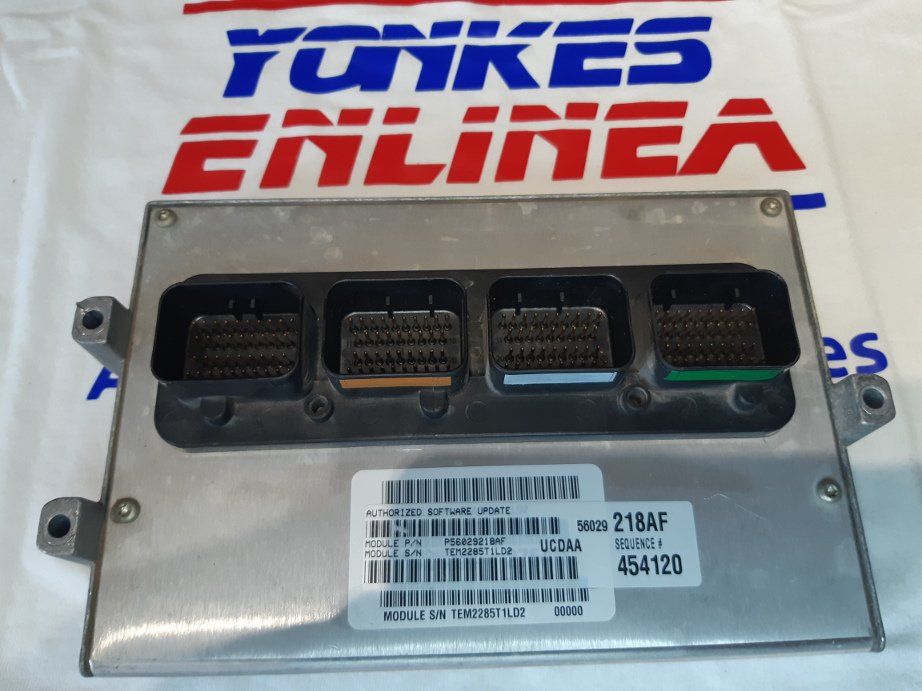 YONKES
ENLINEA
AUTHORIZED SOFTWARE UPDATE
56029 218AF
MODULE P/N P56029218AF
MODULE S/N TEM2285T1LD2
UCDAA
SEQUENCE #
454120
MODULE S/N TEM2285T1LD2 00000